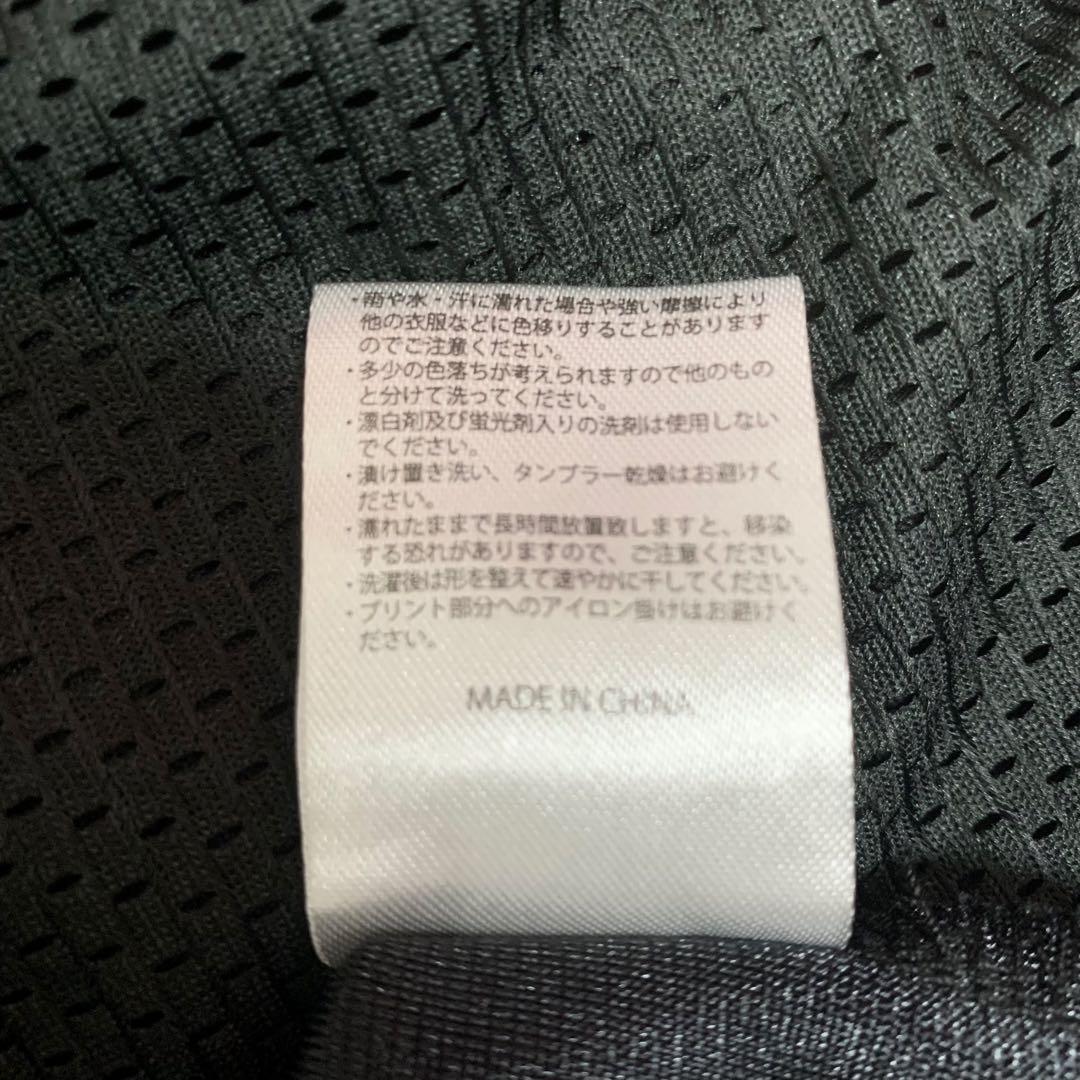 ・雨や水・汗に濡れた場合や強い摩擦により
他の衣服などに色移りすることがあります
のでご注意ください。
・多少の色落ちが考えられますので他のもの
と分けて洗ってください。
・漂白剤及び蛍光剤入りの洗剤は使用しない
でください。
・漬け置き洗い、タンブラー乾燥はお避けく
ださい。
・濡れたままで長時間放置致しますと、移染
する恐れがありますので、ご注意ください。
・洗濯後は形を整えて速やかに干してください。
・プリント部分へのアイロン掛けはお避けく
ださい。
MADE IN CHINA